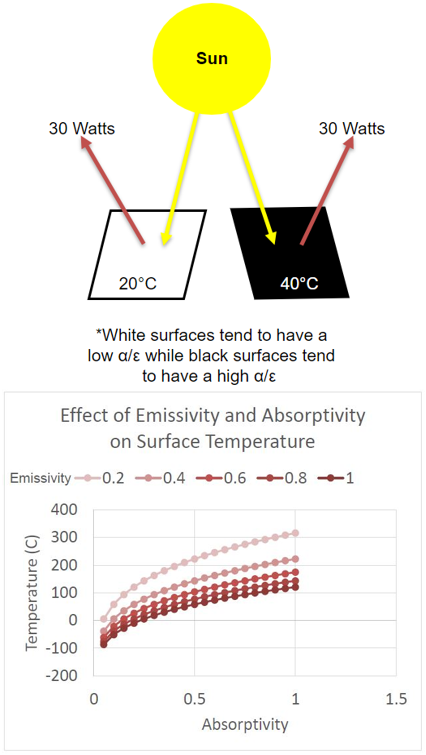 Sun
30 Watts
30 Watts
20°C
40°C
*White surfaces tend to have a
low α/ε while black surfaces tend
to have a high α/ε
Effect of Emissivity and Absorptivity
on Surface Temperature
Emissivity 0.2 0.4 0.6 0.8 1
Temperature (C)
400
300
200
100
0
-100
-200
0 0.5 1 1.5
Absorptivity